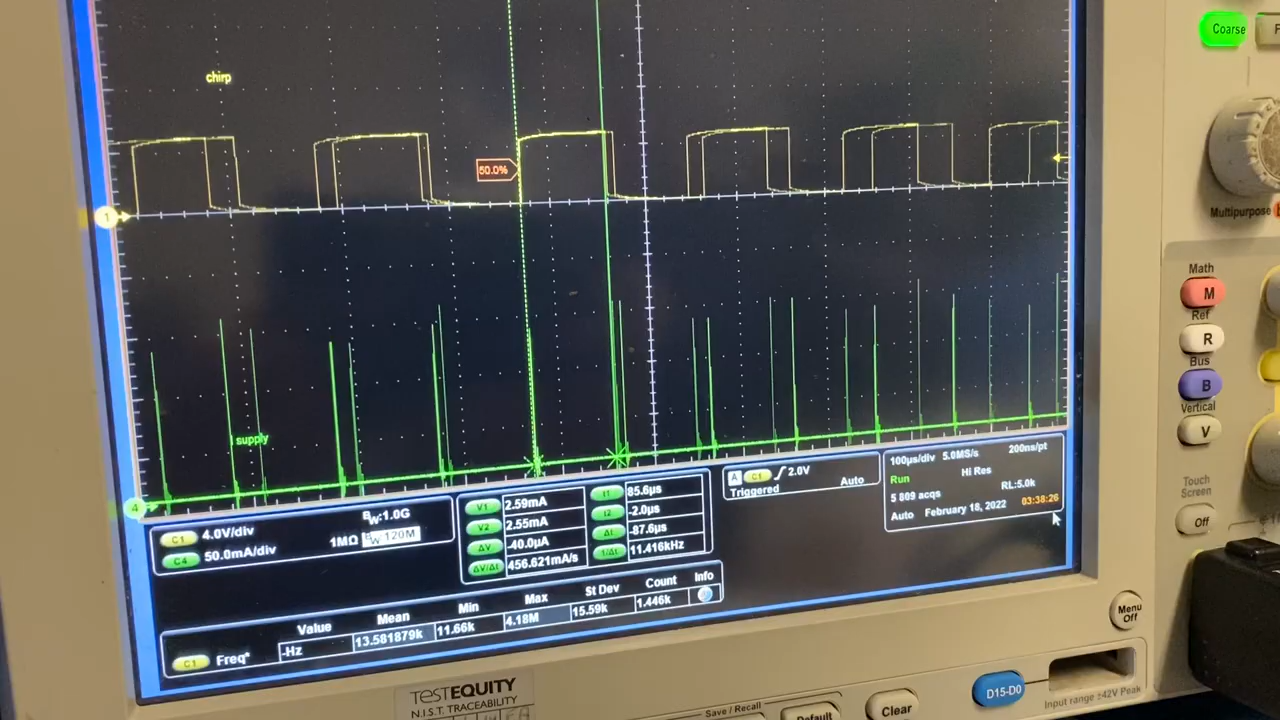 Coarse
chirp
50.0%
1
Multipurpose
Math
M
Ref
R
Bus
B
Vertical
V
Touch
Screen
Off
supply
4
C1 4.0V/div BW:1.0G
C4 50.0mA/div 1MΩ BW:120M
V1 2.59mA
V2 2.55mA
ΔV -40.0µA
ΔV/Δt 456.621mA/s
t1 85.6µs
t2 -2.0µs
Δt -87.6µs
1/Δt 11.416kHz
A C1 2.0V
Triggered Auto
100µs/div 5.0MS/s 200ns/pt
Run Hi Res
5 809 acqs RL:5.0k
Auto February 18, 2022 03:38:26
Value Mean Min Max St Dev Count Info
C1 Freq* -Hz 13.581879k 11.66k 4.18M 15.59k 1.446k
Menu
Off
TESTEQUITY
N.I.S.T. TRACEABILITY
Save / Recall
Default
Clear
D15-D0
Input range ±42V Peak